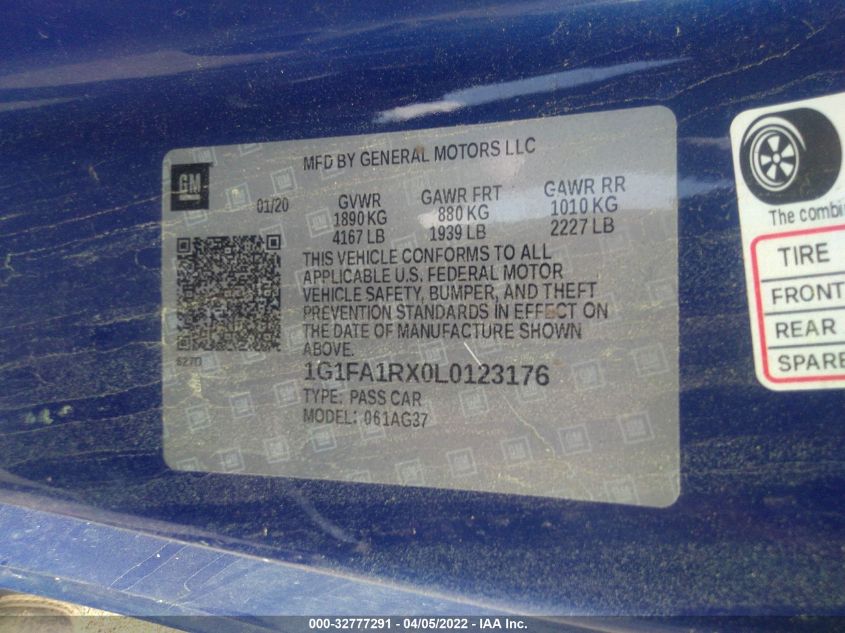 GM
MFD BY GENERAL MOTORS LLC
01/20
GVWR GAWR FRT GAWR RR
1890 KG 880 KG 1010 KG
4167 LB 1939 LB 2227 LB
THIS VEHICLE CONFORMS TO ALL
APPLICABLE U.S. FEDERAL MOTOR
VEHICLE SAFETY, BUMPER, AND THEFT
PREVENTION STANDARDS IN EFFECT ON
THE DATE OF MANUFACTURE SHOWN
ABOVE.
6270
1G1FA1RX0L0123176
TYPE: PASS CAR
MODEL: 061AG37
The combin
TIRE
FRONT
REAR
SPARE
000-32777291 - 04/05/2022 - IAA Inc.